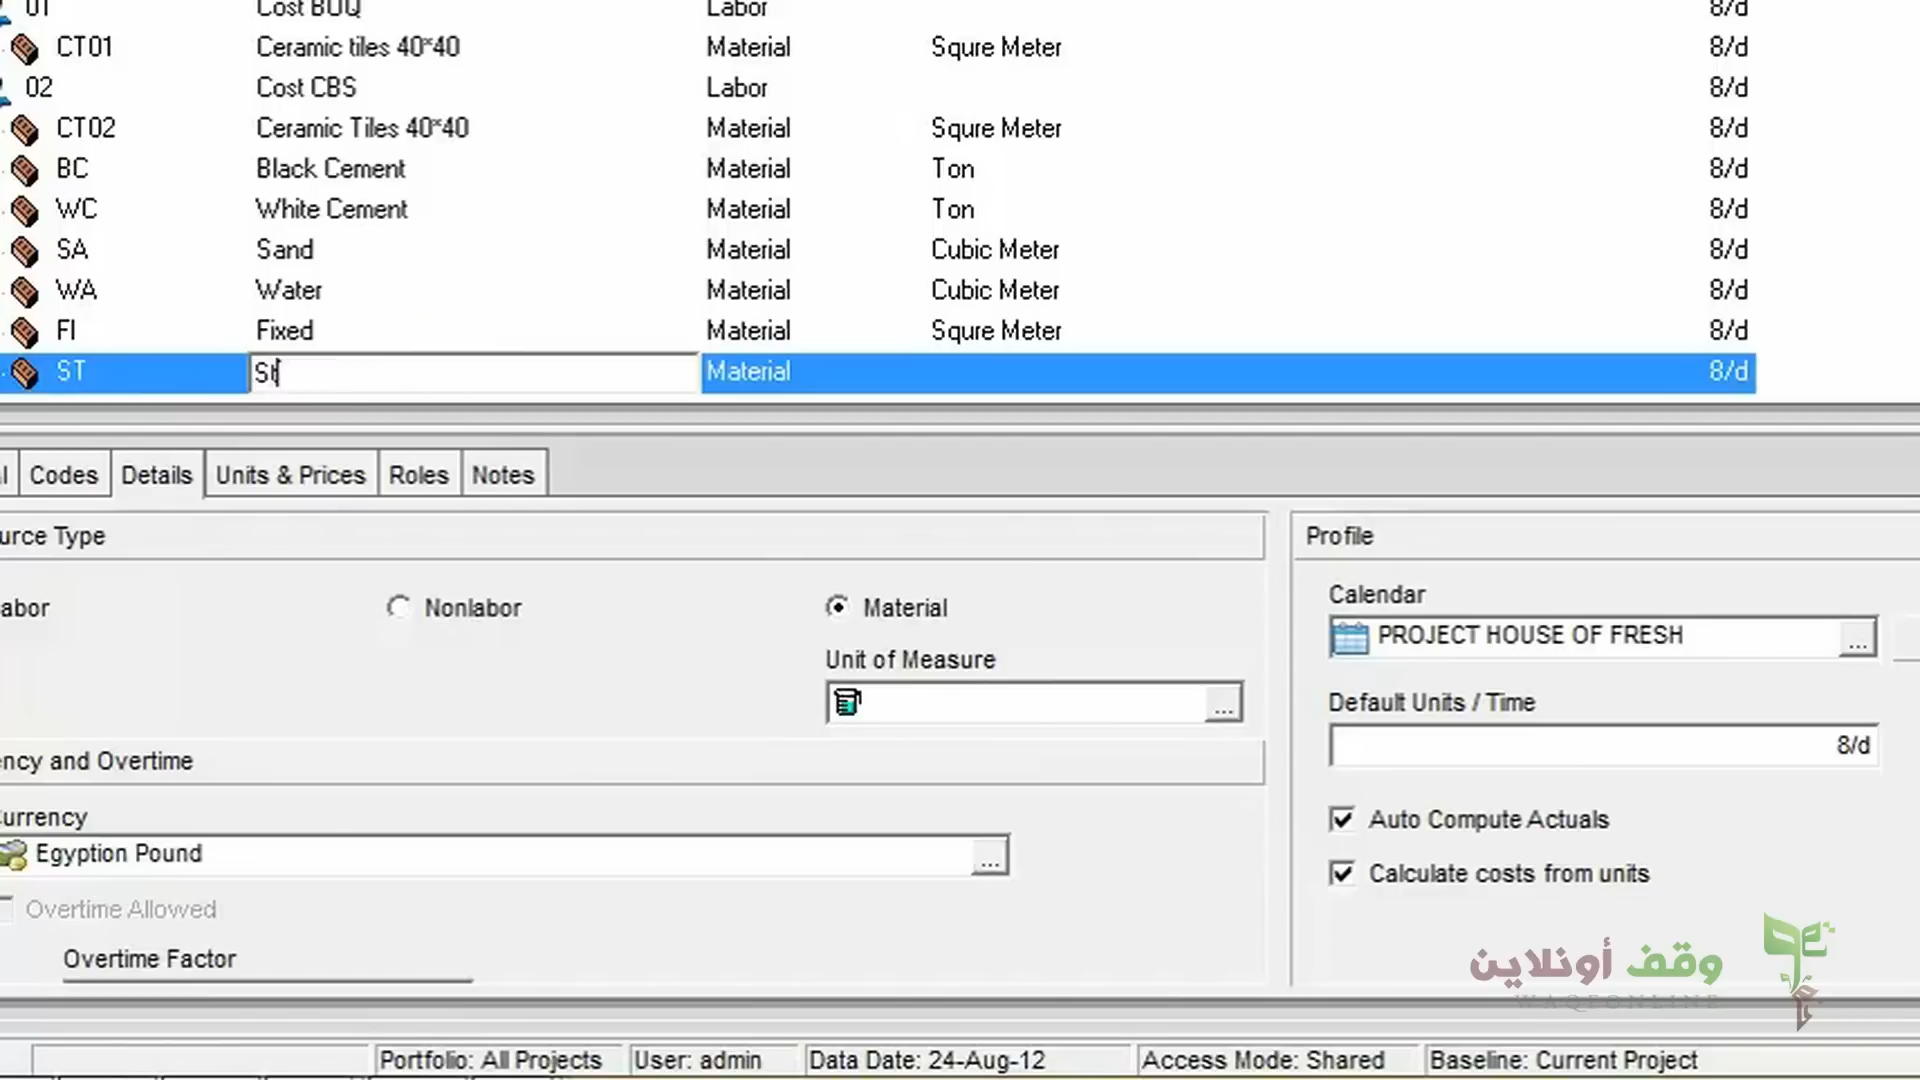 01 Cost BOQ Labor 8/d
CT01 Ceramic tiles 40*40 Material Squre Meter 8/d
02 Cost CBS Labor 8/d
CT02 Ceramic Tiles 40*40 Material Squre Meter 8/d
BC Black Cement Material Ton 8/d
WC White Cement Material Ton 8/d
SA Sand Material Cubic Meter 8/d
WA Water Material Cubic Meter 8/d
FI Fixed Material Squre Meter 8/d
ST St Material 8/d
l Codes Details Units & Prices Roles Notes
urce Type
abor Nonlabor Material
Unit of Measure
...
ency and Overtime
Currency
Egyption Pound ...
Overtime Allowed
Overtime Factor
Profile
Calendar
PROJECT HOUSE OF FRESH ...
Default Units / Time
8/d
Auto Compute Actuals
Calculate costs from units
وقف أونلاين
WAQFONLINE
Portfolio: All Projects User: admin Data Date: 24-Aug-12 Access Mode: Shared Baseline: Current Project